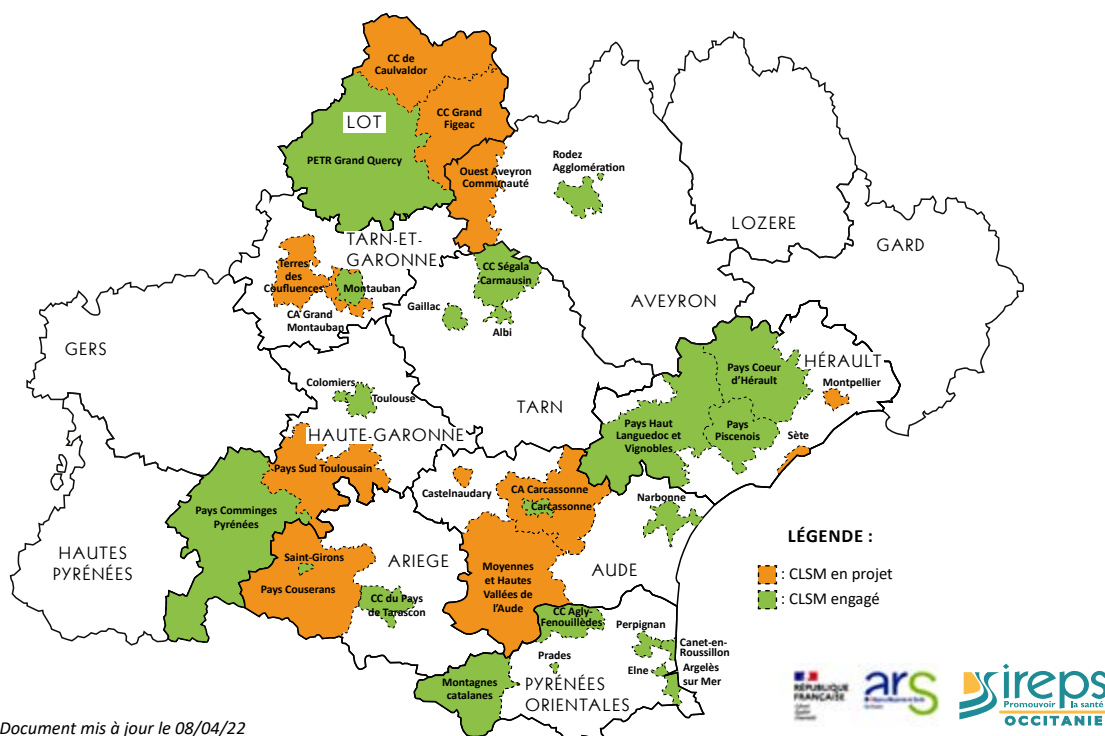 CC de
Caulvaldor
CC Grand
Figeac
LOT
PETR Grand Quercy
Ouest Aveyron
Communauté
Rodez
Agglomération
LOZERE
GARD
TARN-ET-
GARONNE
Terres
des
Coufluences
Montauban
CA Grand
Montauban
CC Ségala
Carmausin
Gaillac
Albi
AVEYRON
GERS
Colomiers
Toulouse
TARN
HAUTE-GARONNE
Pays Coeur
d'Hérault
HÉRAULT
Montpellier
Pays Haut
Languedoc et
Vignobles
Pays
Piscenois
Sète
Pays Sud Toulousain
Castelnaudary
CA Carcassonne
Carcassonne
Narbonne
Pays Comminges
Pyrénées
HAUTES
PYRÉNÉES
Saint-Girons
Pays Couserans
ARIEGE
CC du Pays
de Tarascon
Moyennes
et Hautes
Vallées de
l'Aude
AUDE
CC Agly-
Fenouillèdes
Perpignan
Canet-en-
Roussillon
Prades
Elne
Argelès
sur Mer
Montagnes
catalanes
PYRÉNÉES
ORIENTALES
LÉGENDE :
: CLSM en projet
: CLSM engagé
RÉPUBLIQUE
FRANÇAISE
ars
ireps
Promouvoir la santé
OCCITANIE
Document mis à jour le 08/04/22